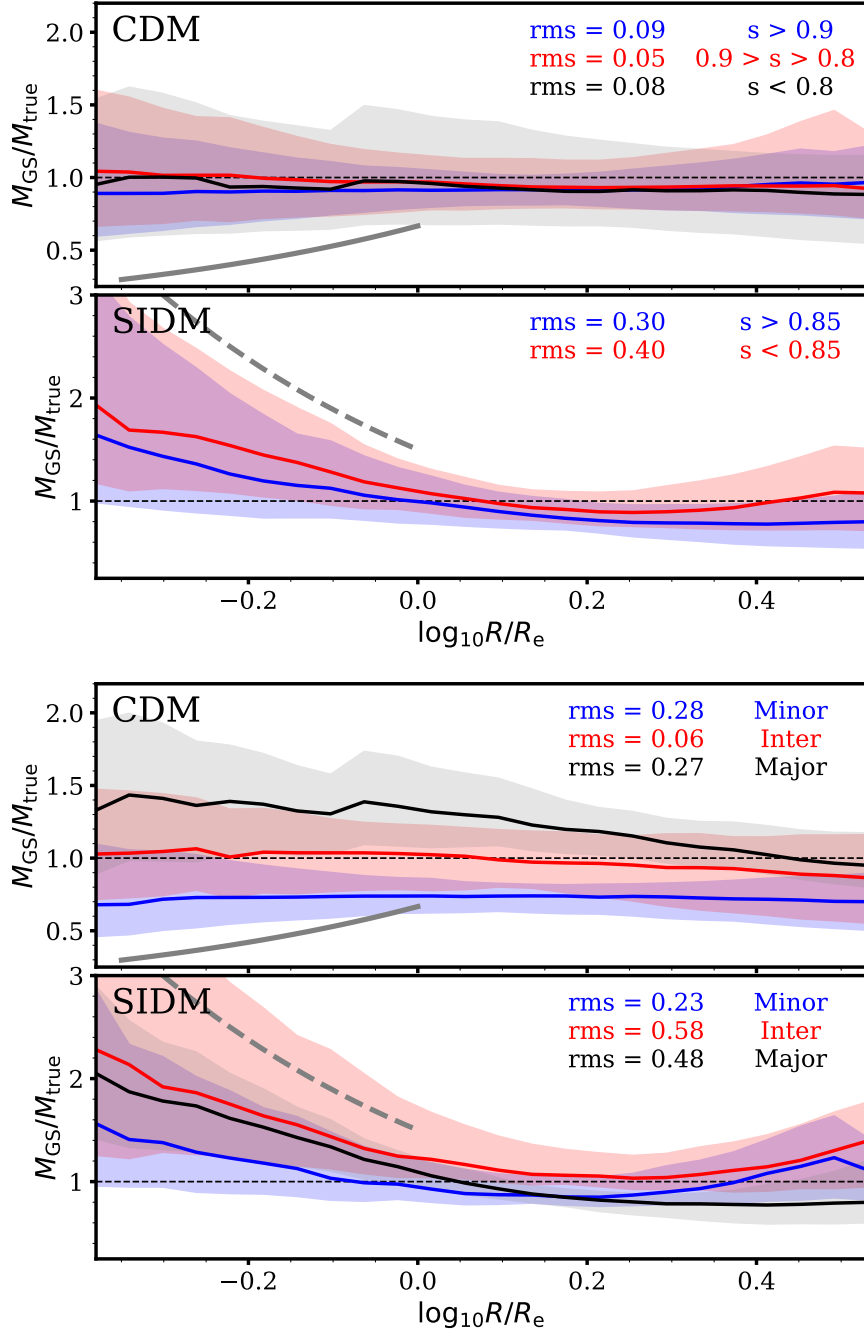 CDM
rms = 0.09 s > 0.9
rms = 0.05 0.9 > s > 0.8
rms = 0.08 s < 0.8
2.0
1.5
1.0
0.5
M_GS/M_true
SIDM
rms = 0.30 s > 0.85
rms = 0.40 s < 0.85
3
2
1
M_GS/M_true
−0.2 0.0 0.2 0.4
log₁₀R/R_e
CDM
rms = 0.28 Minor
rms = 0.06 Inter
rms = 0.27 Major
2.0
1.5
1.0
0.5
M_GS/M_true
SIDM
rms = 0.23 Minor
rms = 0.58 Inter
rms = 0.48 Major
3
2
1
M_GS/M_true
−0.2 0.0 0.2 0.4
log₁₀R/R_e